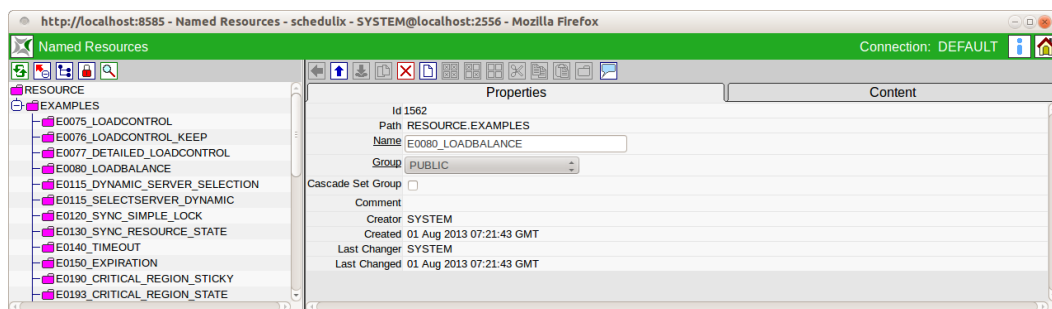 http://localhost:8585 - Named Resources - schedulix - SYSTEM@localhost:2556 - Mozilla Firefox
Named Resources
Connection: DEFAULT
RESOURCE
EXAMPLES
E0075_LOADCONTROL
E0076_LOADCONTROL_KEEP
E0077_DETAILED_LOADCONTROL
E0080_LOADBALANCE
E0115_DYNAMIC_SERVER_SELECTION
E0115_SELECTSERVER_DYNAMIC
E0120_SYNC_SIMPLE_LOCK
E0130_SYNC_RESOURCE_STATE
E0140_TIMEOUT
E0150_EXPIRATION
E0190_CRITICAL_REGION_STICKY
E0193_CRITICAL_REGION_STATE
Properties
Content
Id 1562
Path RESOURCE.EXAMPLES
Name E0080_LOADBALANCE
Group PUBLIC
Cascade Set Group
Comment
Creator SYSTEM
Created 01 Aug 2013 07:21:43 GMT
Last Changer SYSTEM
Last Changed 01 Aug 2013 07:21:43 GMT